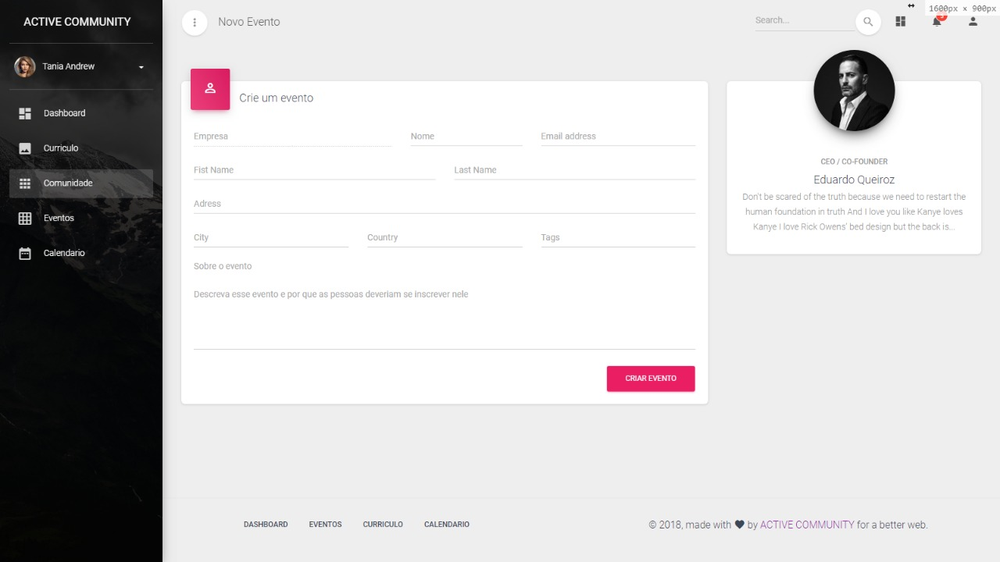 ACTIVE COMMUNITY
Tania Andrew
Dashboard
Curriculo
Comunidade
Eventos
Calendario
Novo Evento
Search...
1600px x 900px
Crie um evento
Empresa
Nome
Email address
Fist Name
Last Name
Adress
City
Country
Tags
Sobre o evento
Descreva esse evento e por que as pessoas deveriam se inscrever nele
CRIAR EVENTO
CEO / CO-FOUNDER
Eduardo Queiroz
Don't be scared of the truth because we need to restart the
human foundation in truth And I love you like Kanye loves
Kanye I love Rick Owens' bed design but the back is...
DASHBOARD
EVENTOS
CURRICULO
CALENDARIO
© 2018, made with ♥ by ACTIVE COMMUNITY for a better web.